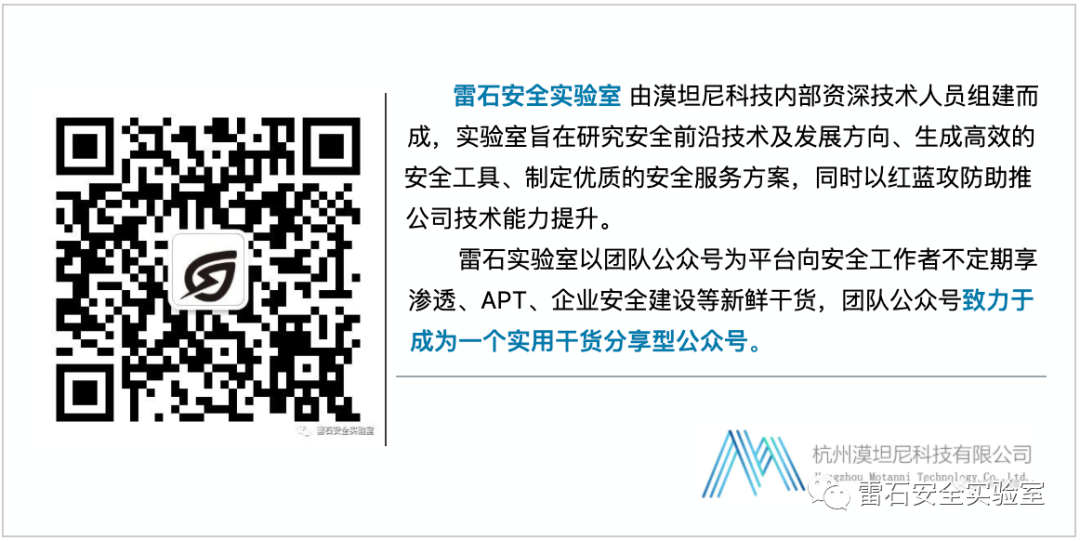 雷石安全实验室 由漠坦尼科技内部资深技术人员组建而
成，实验室旨在研究安全前沿技术及发展方向、生成高效的
安全工具、制定优质的安全服务方案，同时以红蓝攻防助推
公司技术能力提升。
雷石实验室以团队公众号为平台向安全工作者不定期享
渗透、APT、企业安全建设等新鲜干货，团队公众号致力于
成为一个实用干货分享型公众号。
雷石安全实验室
杭州漠坦尼科技有限公司
Hangzhou Motanni Technology Co., Ltd.
雷石安全实验室